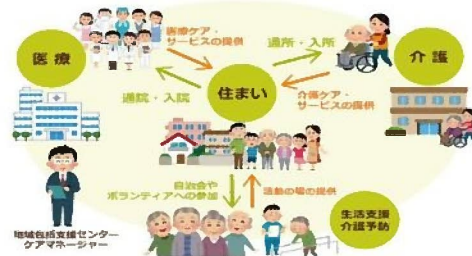 医療ケア・
サービスの提供
通所・入所
医療
介護
住まい
通院・入院
介護ケア・
サービスの提供
自治会や
ボランティアへの参加
活動の場の提供
生活支援
介護予防
地域包括支援センター
ケアマネージャー